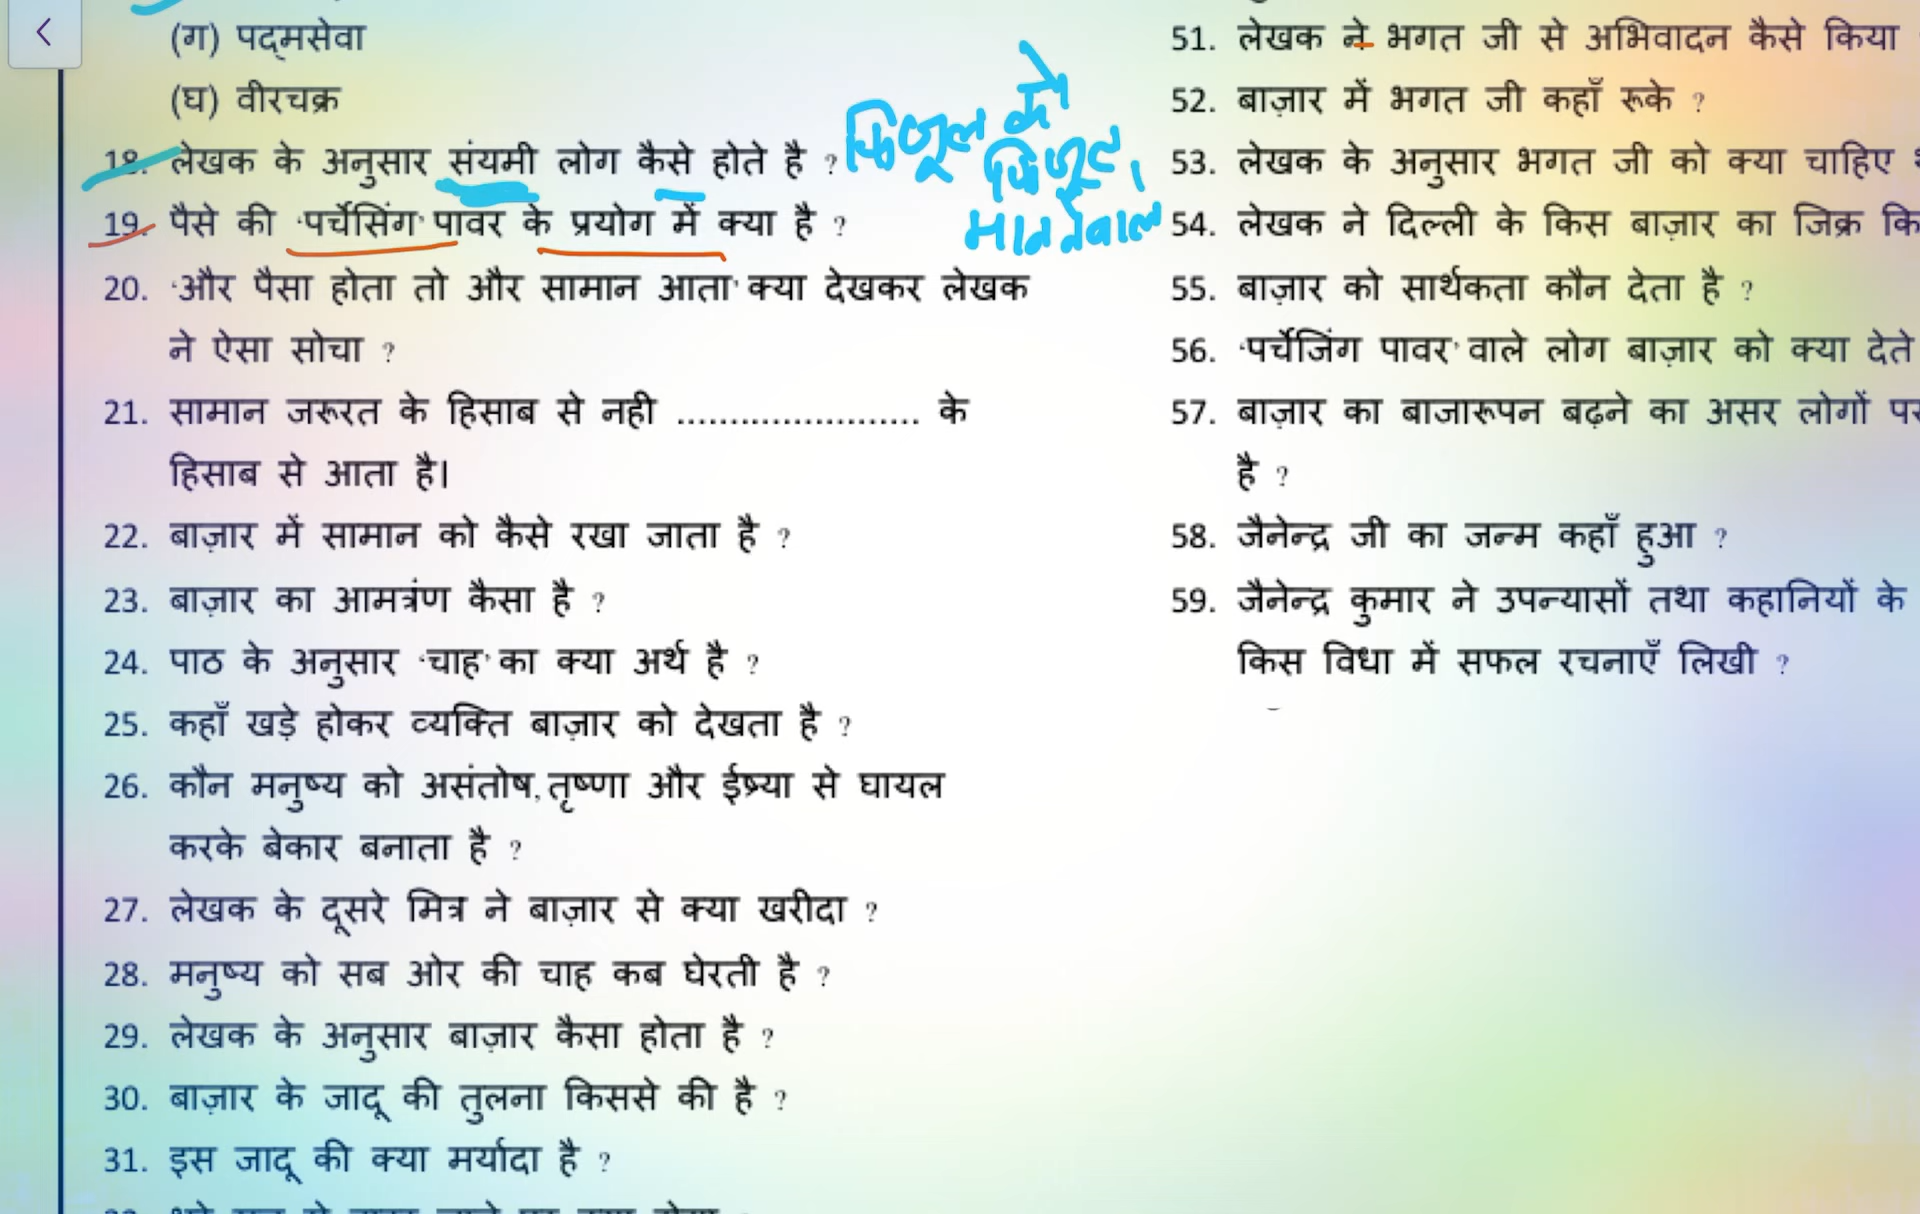 (ग) पद्मसेवा
(घ) वीरचक्र
18. लेखक के अनुसार संयमी लोग कैसे होते है ?
फिजूल को
फिजूल
मानने वाले
19. पैसे की 'पर्चेसिंग' पावर के प्रयोग में क्या है ?
20. 'और पैसा होता तो और सामान आता' क्या देखकर लेखक
ने ऐसा सोचा ?
21. सामान जरूरत के हिसाब से नही ....................... के
हिसाब से आता है।
22. बाज़ार में सामान को कैसे रखा जाता है ?
23. बाज़ार का आमत्रंण कैसा है ?
24. पाठ के अनुसार 'चाह' का क्या अर्थ है ?
25. कहाँ खड़े होकर व्यक्ति बाज़ार को देखता है ?
26. कौन मनुष्य को असंतोष, तृष्णा और ईष्र्या से घायल
करके बेकार बनाता है ?
27. लेखक के दूसरे मित्र ने बाज़ार से क्या खरीदा ?
28. मनुष्य को सब ओर की चाह कब घेरती है ?
29. लेखक के अनुसार बाज़ार कैसा होता है ?
30. बाज़ार के जादू की तुलना किससे की है ?
31. इस जादू की क्या मर्यादा है ?
51. लेखक ने भगत जी से अभिवादन कैसे किया
52. बाज़ार में भगत जी कहाँ रूके ?
53. लेखक के अनुसार भगत जी को क्या चाहिए
54. लेखक ने दिल्ली के किस बाज़ार का जिक्र कि
55. बाज़ार को सार्थकता कौन देता है ?
56. 'पर्चेजिंग पावर' वाले लोग बाज़ार को क्या देते
57. बाज़ार का बाजारूपन बढ़ने का असर लोगों
है ?
58. जैनेन्द्र जी का जन्म कहाँ हुआ ?
59. जैनेन्द्र कुमार ने उपन्यासों तथा कहानियों के
किस विधा में सफल रचनाएँ लिखी ?